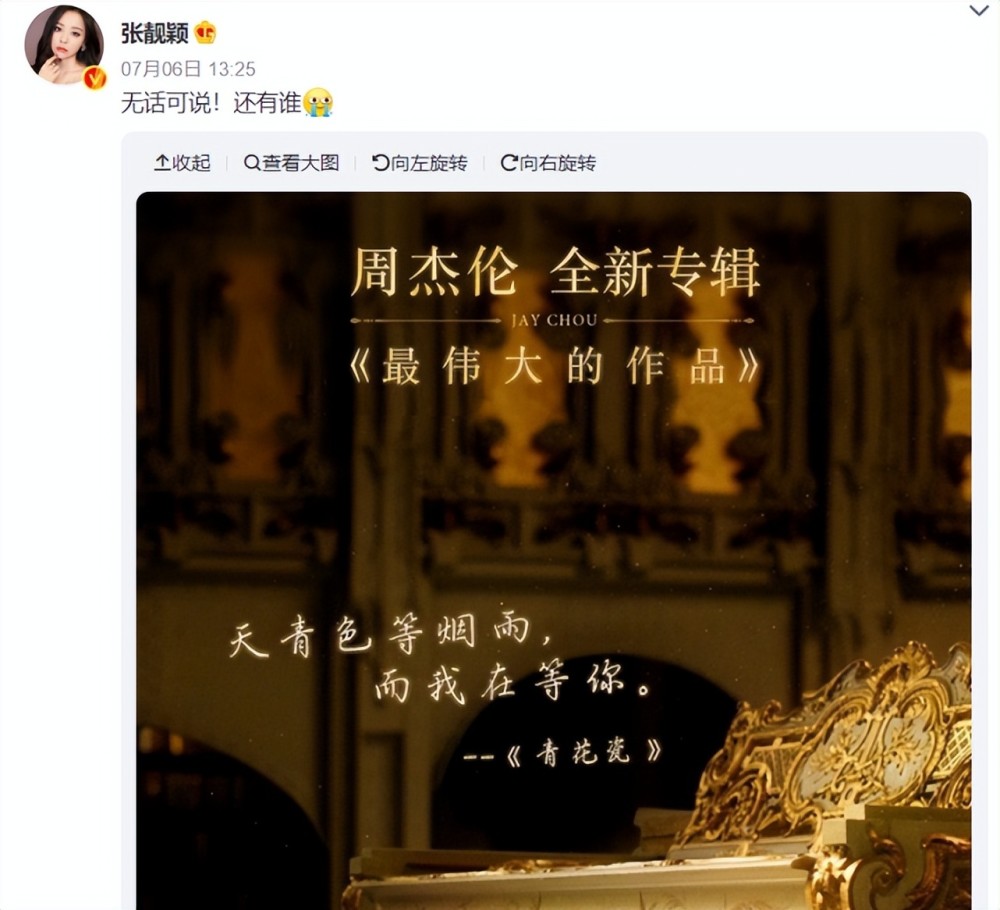 张靓颖
07月06日 13:25
无话可说！还有谁😭
收起 查看大图 向左旋转 向右旋转
周杰伦 全新专辑
JAY CHOU
《最伟大的作品》
天青色等烟雨，
而我在等你。
--《青花瓷》